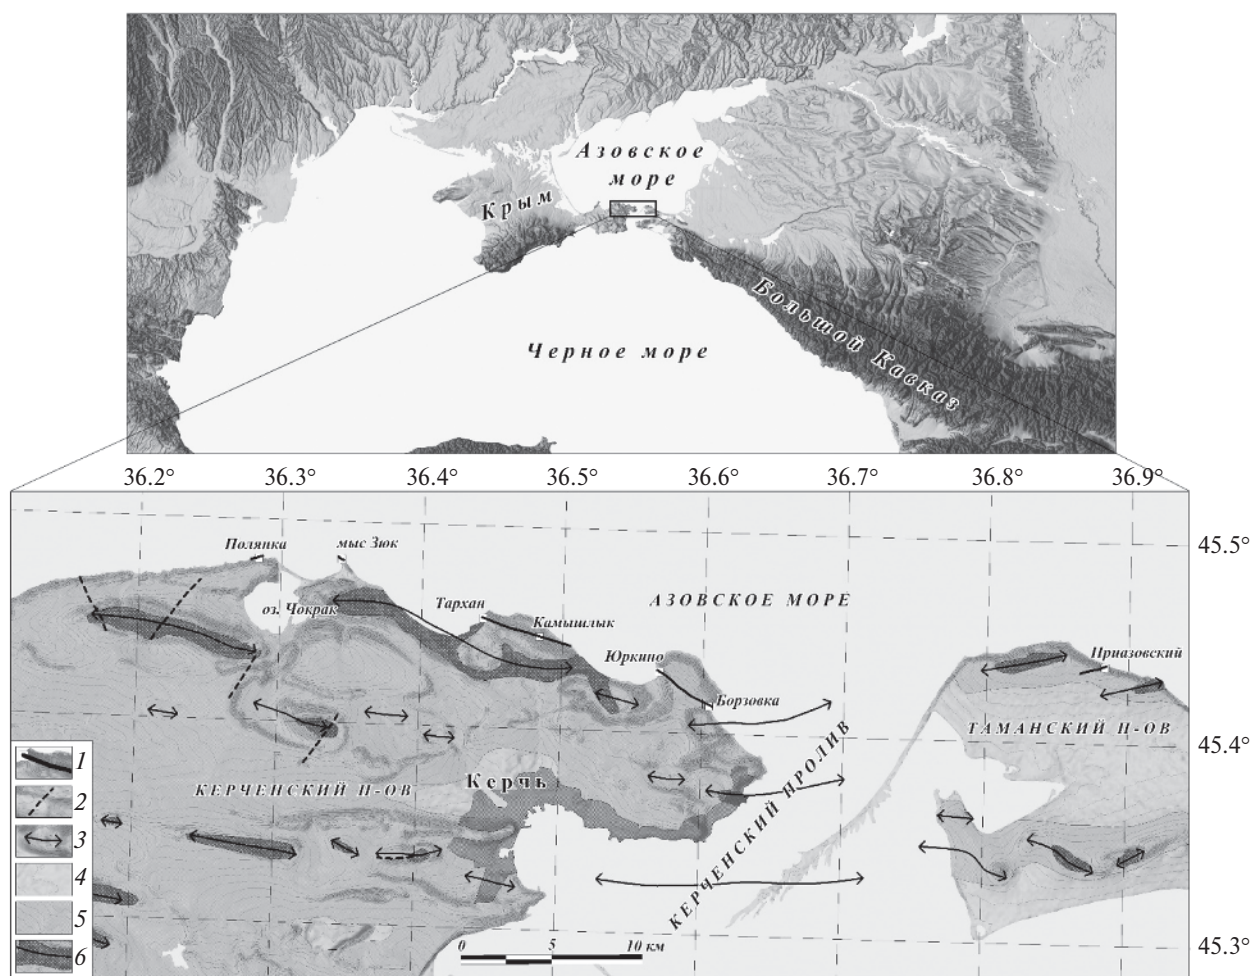 Азовское
море
Крым
Большой Кавказ
Черное море
36.2° 36.3° 36.4° 36.5° 36.6° 36.7° 36.8° 36.9°
45.5°
Полянка
мыс Зюк
оз. Чокрак
Тархан
АЗОВСКОЕ МОРЕ
Камышлык
Юркино
Приазовский
Борзовка
ТАМАНСКИЙ П-ОВ
45.4°
1
Керчь
КЕРЧЕНСКИЙ П-ОВ
КЕРЧЕНСКИЙ ПРОЛИВ
2
3
4
5
6
0 5 10 км
45.3°